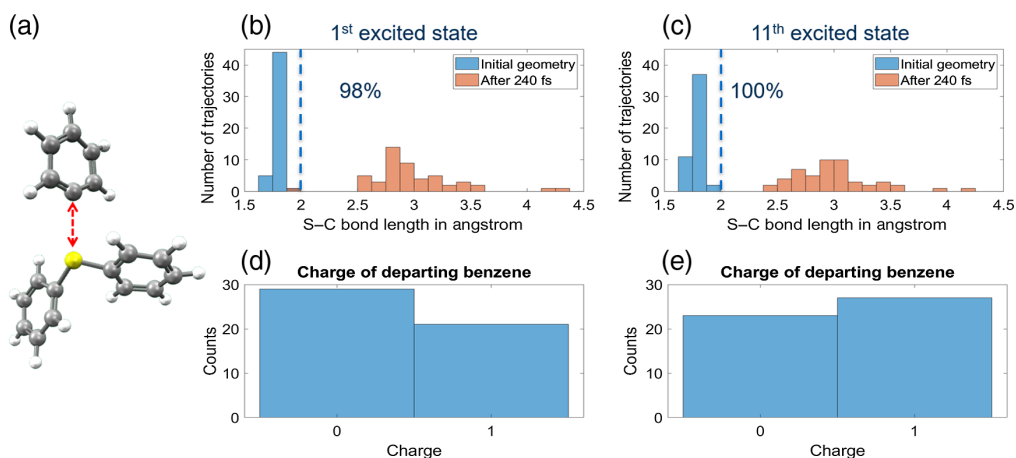 (a)
(b)
1st excited state
Number of trajectories
40
30
20
10
0
98%
Initial geometry
After 240 fs
1.5 2 2.5 3 3.5 4 4.5
S–C bond length in angstrom
(c)
11th excited state
Number of trajectories
40
30
20
10
0
100%
Initial geometry
After 240 fs
1.5 2 2.5 3 3.5 4 4.5
S–C bond length in angstrom
(d)
Charge of departing benzene
Counts
30
20
10
0
0 1
Charge
(e)
Charge of departing benzene
Counts
30
20
10
0
0 1
Charge